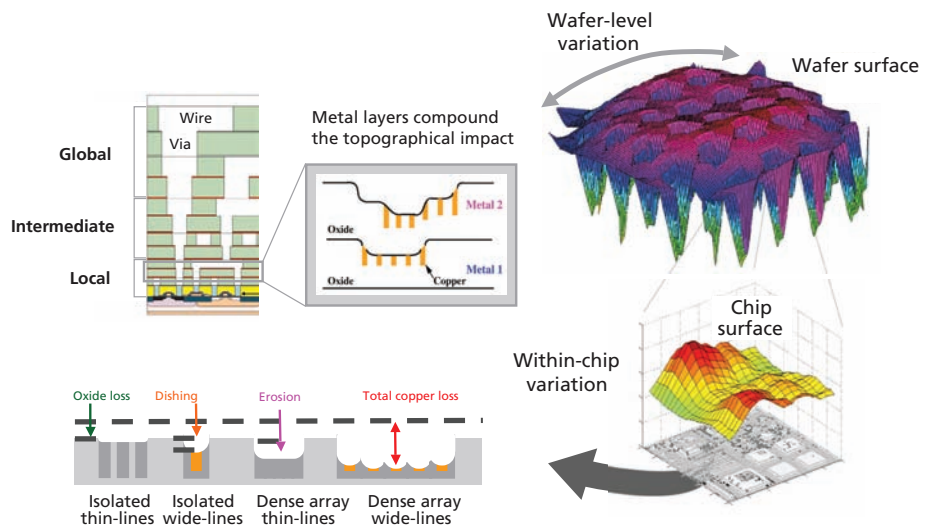 Wafer-level
variation
Wafer surface
Wire
Via
Global
Intermediate
Local
Metal layers compound
the topographical impact
Metal 2
Oxide
Metal 1
Oxide
Copper
Chip
surface
Within-chip
variation
Oxide loss
Dishing
Erosion
Total copper loss
Isolated
thin-lines
Isolated
wide-lines
Dense array
thin-lines
Dense array
wide-lines